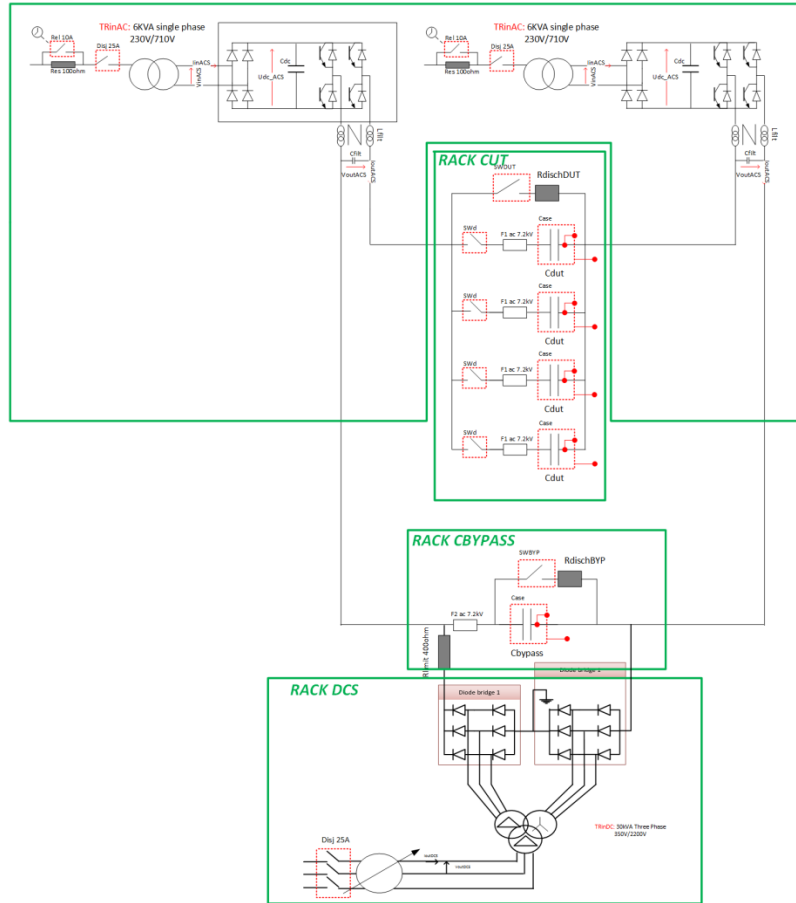 TRinAC: 6KVA single phase
230V/710V
Rel 10A
Disj 25A
Res 100ohm
IinACS
VinACS
Udc_ACS
Cdc
Lfilt
Cfilt
VoutACS
IoutACS
TRinAC: 6KVA single phase
230V/710V
Rel 10A
Disj 25A
Res 100ohm
IinACS
VinACS
Udc_ACS
Cdc
Lfilt
Cfilt
VoutACS
IoutACS
RACK CUT
SWDUT
RdischDUT
SWd
F1 ac 7.2kV
Case
Cdut
SWd
F1 ac 7.2kV
Case
Cdut
SWd
F1 ac 7.2kV
Case
Cdut
SWd
F1 ac 7.2kV
Case
Cdut
RACK CBYPASS
SWBYP
RdischBYP
F2 ac 7.2kV
Case
Cbypass
Rlimit 400ohm
RACK DCS
Diode bridge 1
Diode bridge
TRinDC: 30kVA Three Phase
350V/2200V
Disj 25A